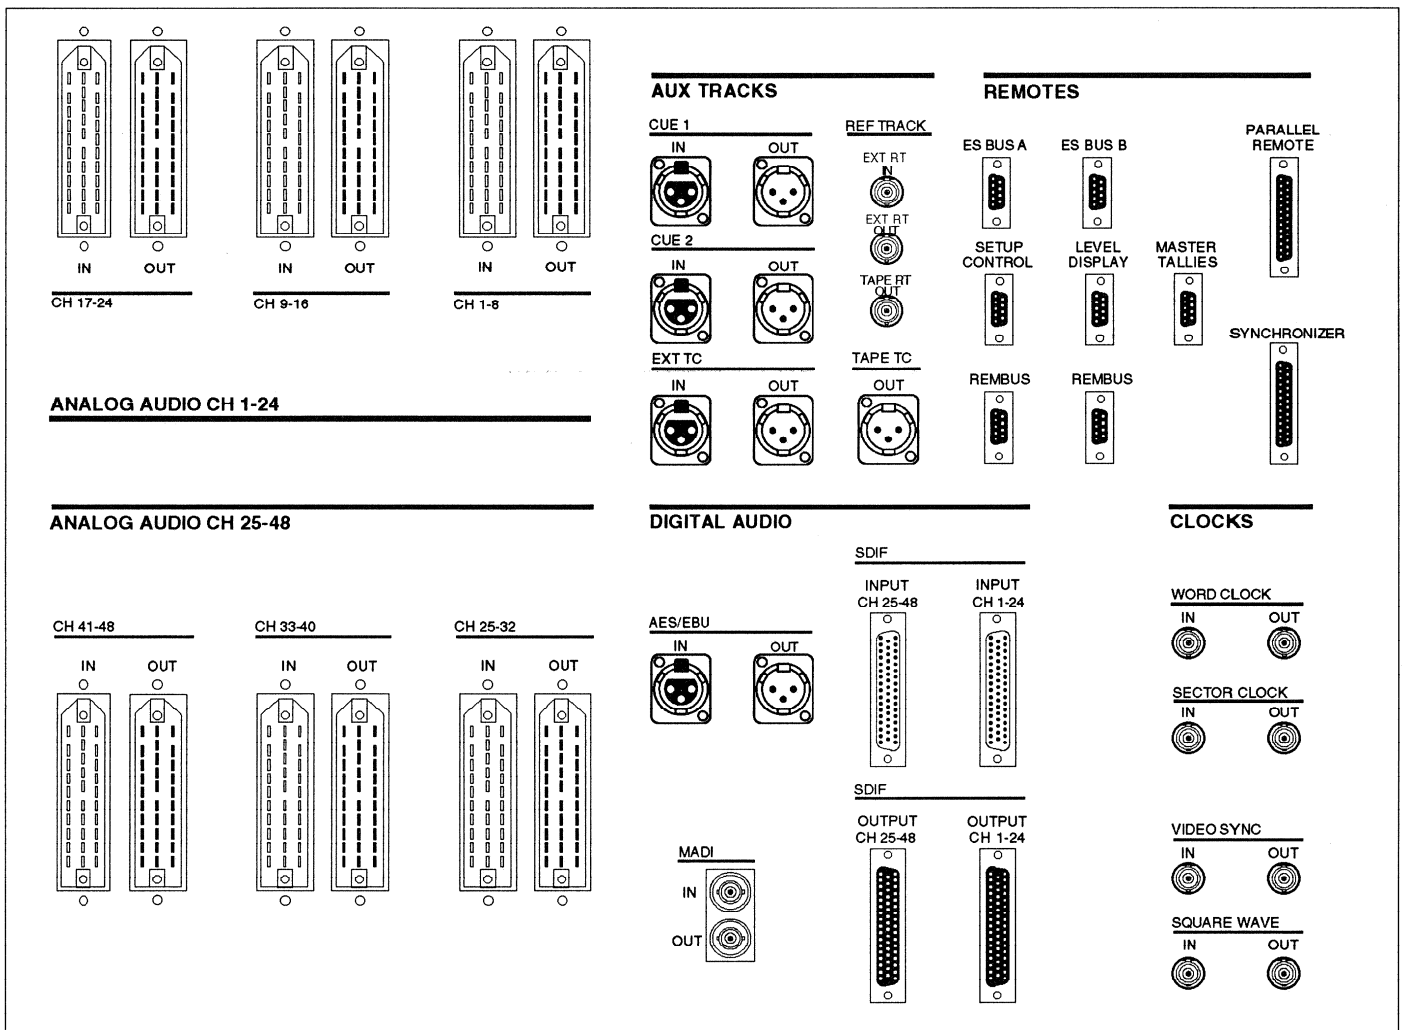 IN OUT IN OUT IN OUT
CH 17-24 CH 9-16 CH 1-8
ANALOG AUDIO CH 1-24
AUX TRACKS
CUE 1
IN OUT
CUE 2
IN OUT
EXT TC
IN OUT
REF TRACK
EXT RT
IN
EXT RT
OUT
TAPE RT
OUT
TAPE TC
OUT
REMOTES
ES BUS A ES BUS B
SETUP
CONTROL
LEVEL
DISPLAY
MASTER
TALLIES
REMBUS REMBUS
PARALLEL
REMOTE
SYNCHRONIZER
ANALOG AUDIO CH 25-48
CH 41-48 CH 33-40 CH 25-32
IN OUT IN OUT IN OUT
DIGITAL AUDIO
AES/EBU
IN OUT
MADI
IN
OUT
SDIF
INPUT
CH 25-48
INPUT
CH 1-24
SDIF
OUTPUT
CH 25-48
OUTPUT
CH 1-24
CLOCKS
WORD CLOCK
IN OUT
SECTOR CLOCK
IN OUT
VIDEO SYNC
IN OUT
SQUARE WAVE
IN OUT